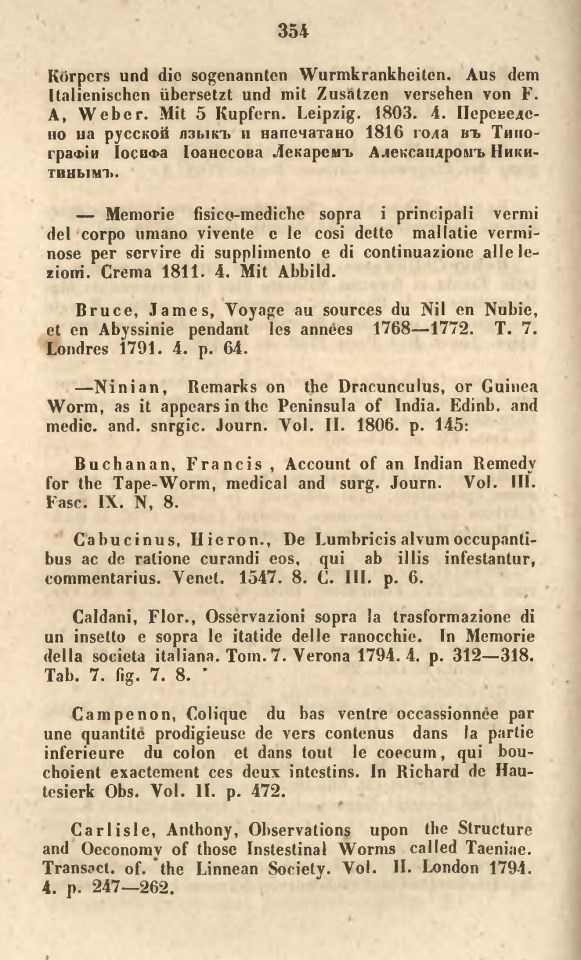 354
Körpers und die sogenannten Wurmkrankheiten. Aus dem
Italienischen übersetzt und mit Zusätzen versehen von F.
A, Weber. Mit 5 Kupfern. Leipzig. 1803. 4. Переведе-
но на русской языкъ и напечатано 1816 года въ Типо-
графіи Іосифа Іоанесова Лекаремъ Александромъ Ники-
тинымъ.
— Memorie fisico-mediche sopra i principali vermi
del corpo umano vivente e le cosi dette mallatie vermi-
nose per servire di supplimento e di continuazione alle le-
zioni. Crema 1811. 4. Mit Abbild.
Bruce, James, Voyage au sources du Nil en Nubie,
et en Abyssinie pendant les années 1768—1772. T. 7.
Londres 1791. 4. p. 64.
—Ninian, Remarks on the Dracunculus, or Guinea
Worm, as it appears in the Peninsula of India. Edinb. and
medic. and. snrgic. Journ. Vol. II. 1806. p. 145:
Buchanan, Francis , Account of an Indian Remedy
for the Tape-Worm, medical and surg. Journ. Vol. III.
Fasc. IX. N, 8.
Cabucinus, Hieron., De Lumbricis alvum occupanti-
bus ac de ratione curandi eos, qui ab illis infestantur,
commentarius. Venet. 1547. 8. C. III. p. 6.
Caldani, Flor., Ossérvazioni sopra la trasformazione di
un insetto e sopra le itatide delle ranocchie. In Memorie
della societa italiana. Tom. 7. Verona 1794. 4. p. 312—318.
Tab. 7. fig. 7. 8.
Campenon, Colique du bas ventre occassionnée par
une quantité prodigieuse de vers contenus dans la partie
inferieure du colon et dans tout le coecum, qui bou-
choient exactement ces deux intestins. In Richard de Hau-
tesierk Obs. Vol. II. p. 472.
Carlisle, Anthony, Observations upon the Structure
and Oeconomy of those Instestinal Worms called Taeniae.
Transact. of. the Linnean Society. Vol. II. London 1794.
4. p. 247—262.